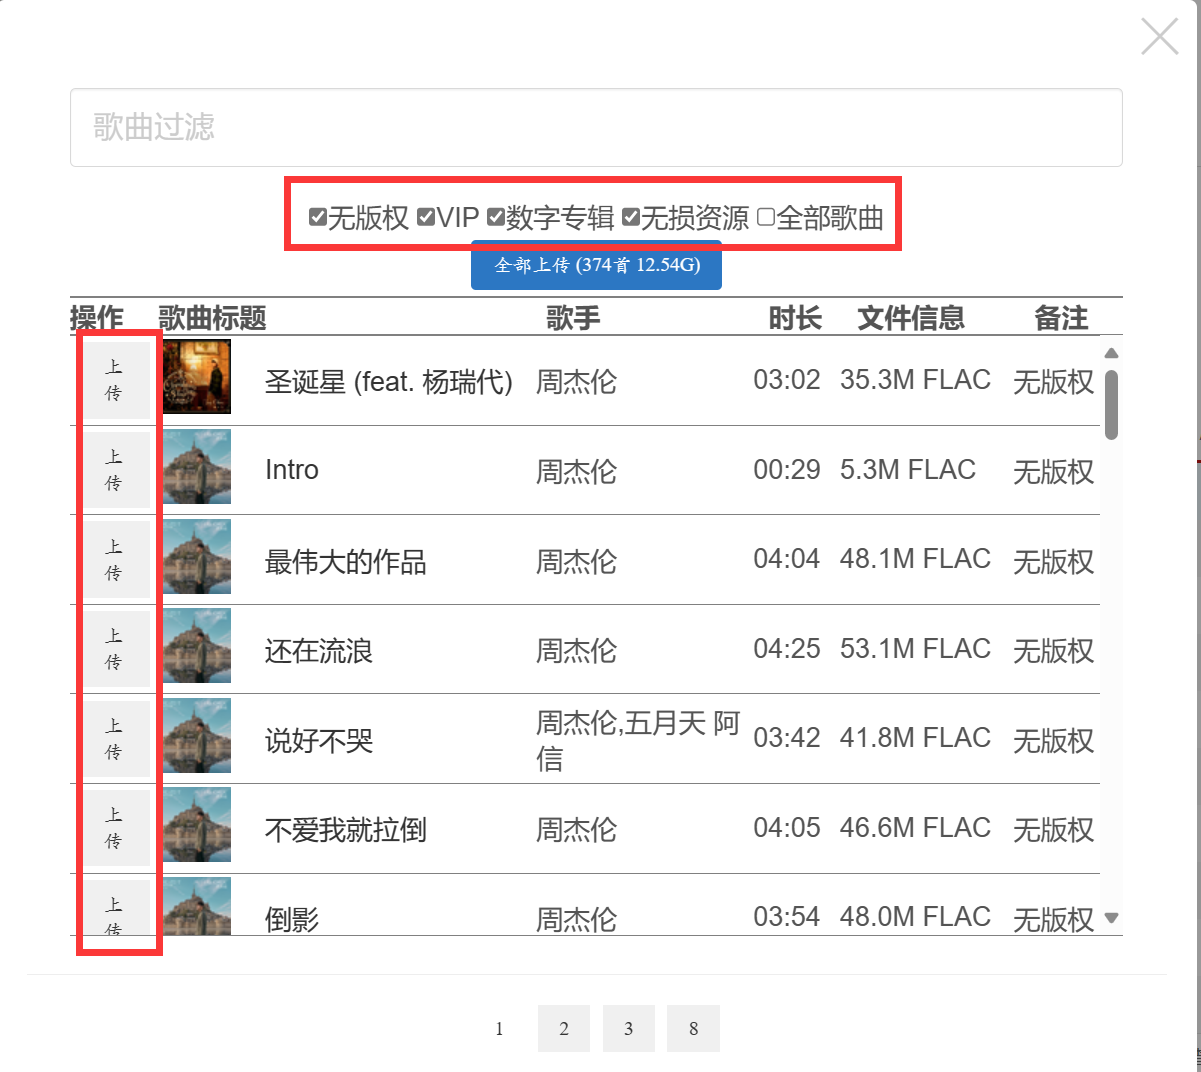 歌曲过滤
无版权 VIP 数字专辑 无损资源 全部歌曲
全部上传 (374首 12.54G)
操作 歌曲标题 歌手 时长 文件信息 备注
上传 圣诞星 (feat. 杨瑞代) 周杰伦 03:02 35.3M FLAC 无版权
上传 Intro 周杰伦 00:29 5.3M FLAC 无版权
上传 最伟大的作品 周杰伦 04:04 48.1M FLAC 无版权
上传 还在流浪 周杰伦 04:25 53.1M FLAC 无版权
上传 说好不哭 周杰伦,五月天 阿信 03:42 41.8M FLAC 无版权
上传 不爱我就拉倒 周杰伦 04:05 46.6M FLAC 无版权
上传 倒影 周杰伦 03:54 48.0M FLAC 无版权
1 2 3 8